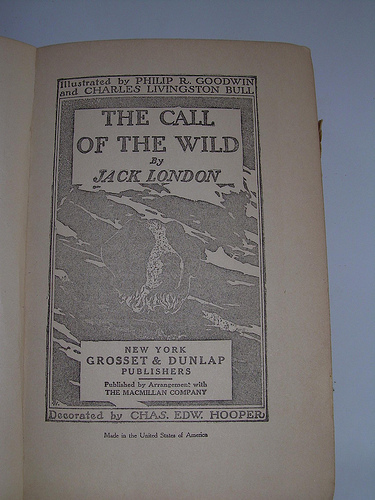 Illustrated by PHILIP R. GOODWIN
and CHARLES LIVINGSTON BULL
THE CALL
OF THE WILD
By
JACK LONDON
NEW YORK
GROSSET & DUNLAP
PUBLISHERS
Published by Arrangement with
THE MACMILLAN COMPANY
Decorated by CHAS. EDW. HOOPER
Made in the United States of America